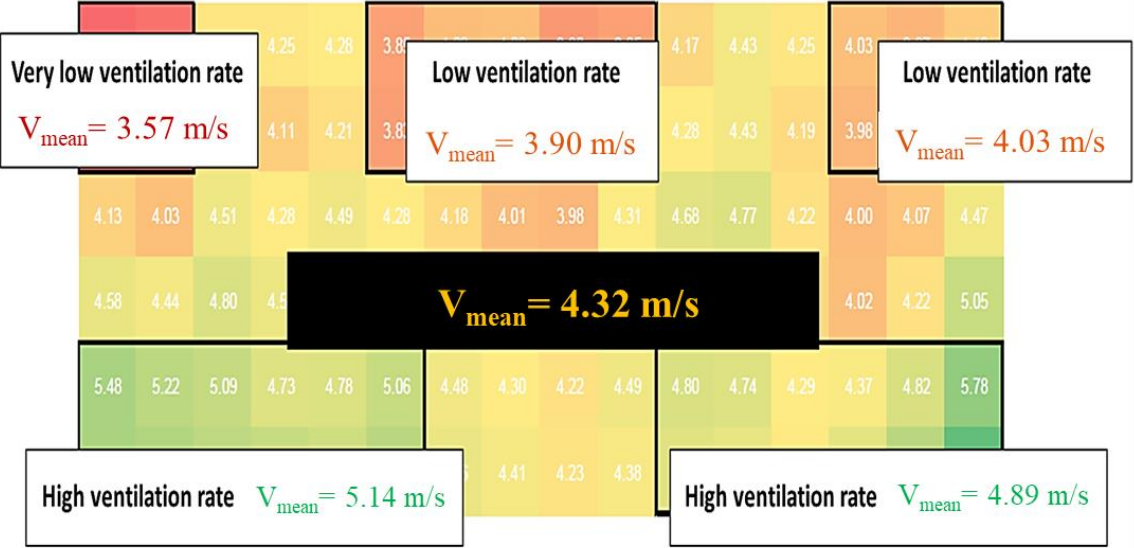 4.25 4.28 3.85 4.17 4.43 4.25 4.03
Very low ventilation rate
V_mean= 3.57 m/s
Low ventilation rate
V_mean= 3.90 m/s
Low ventilation rate
V_mean= 4.03 m/s
4.11 4.21 3.83 4.28 4.43 4.19 3.98
4.13 4.03 4.51 4.28 4.49 4.28 4.18 4.01 3.98 4.31 4.68 4.77 4.22 4.00 4.07 4.47
4.58 4.44 4.80 4.02 4.22 5.05
V_mean= 4.32 m/s
5.48 5.22 5.09 4.73 4.78 5.06 4.48 4.30 4.22 4.49 4.80 4.74 4.29 4.37 4.82 5.78
4.41 4.23 4.38
High ventilation rate V_mean= 5.14 m/s
High ventilation rate V_mean= 4.89 m/s